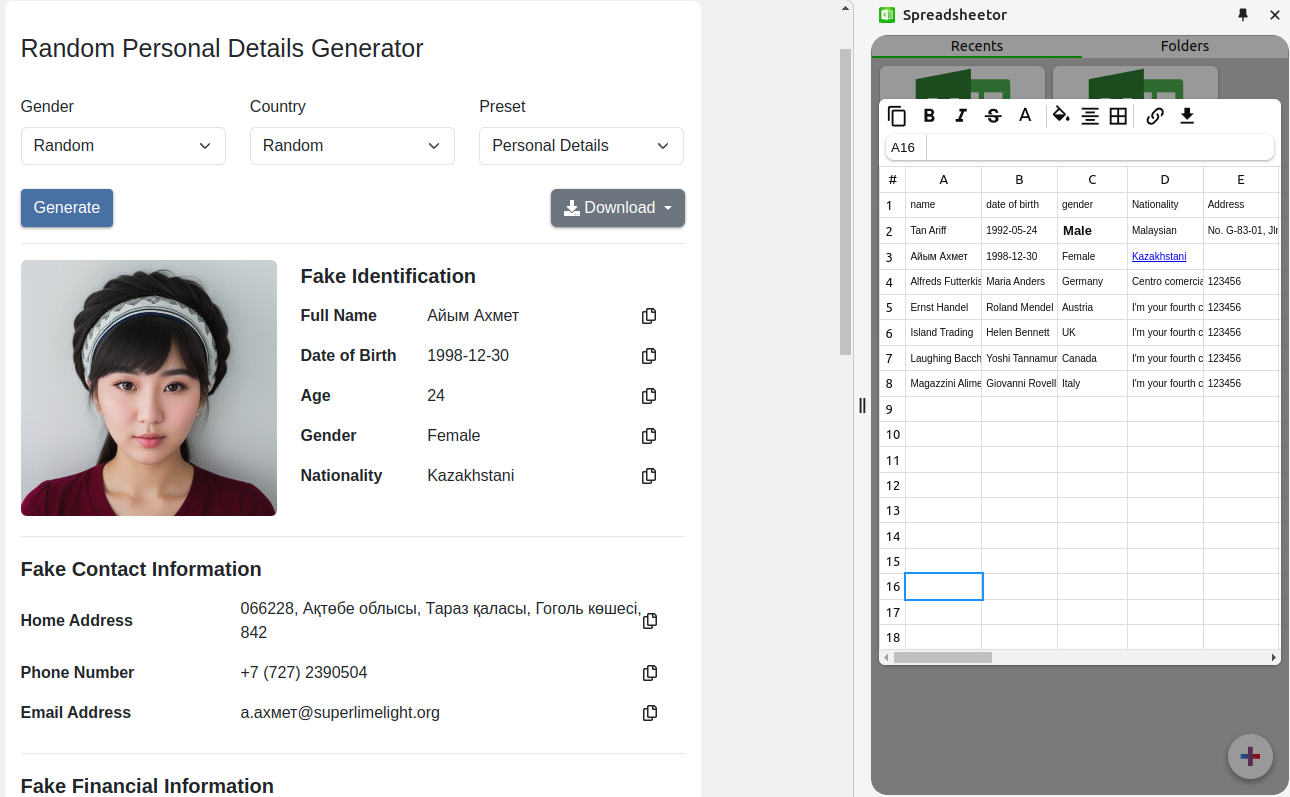 Random Personal Details Generator
Gender
Country
Preset
Random
Random
Personal Details
Generate
Download
Fake Identification
Full Name Айым Ахмет
Date of Birth 1998-12-30
Age 24
Gender Female
Nationality Kazakhstani
Fake Contact Information
Home Address 066228, Ақтөбе облысы, Тараз қаласы, Гоголь көшесі, 842
Phone Number +7 (727) 2390504
Email Address а.ахмет@superlimelight.org
Fake Financial Information
Spreadsheetor
Recents Folders
B I S A
A16
# A B C D E
1 name date of birth gender Nationality Address
2 Tan Ariff 1992-05-24 Male Malaysian No. G-83-01, Jln
3 Айым Ахмет 1998-12-30 Female Kazakhstani
4 Alfreds Futterkis Maria Anders Germany Centro comercia 123456
5 Ernst Handel Roland Mendel Austria I'm your fourth c 123456
6 Island Trading Helen Bennett UK I'm your fourth c 123456
7 Laughing Bacch Yoshi Tannamur Canada I'm your fourth c 123456
8 Magazzini Alime Giovanni Rovell Italy I'm your fourth c 123456
9
10
11
12
13
14
15
16
17
18